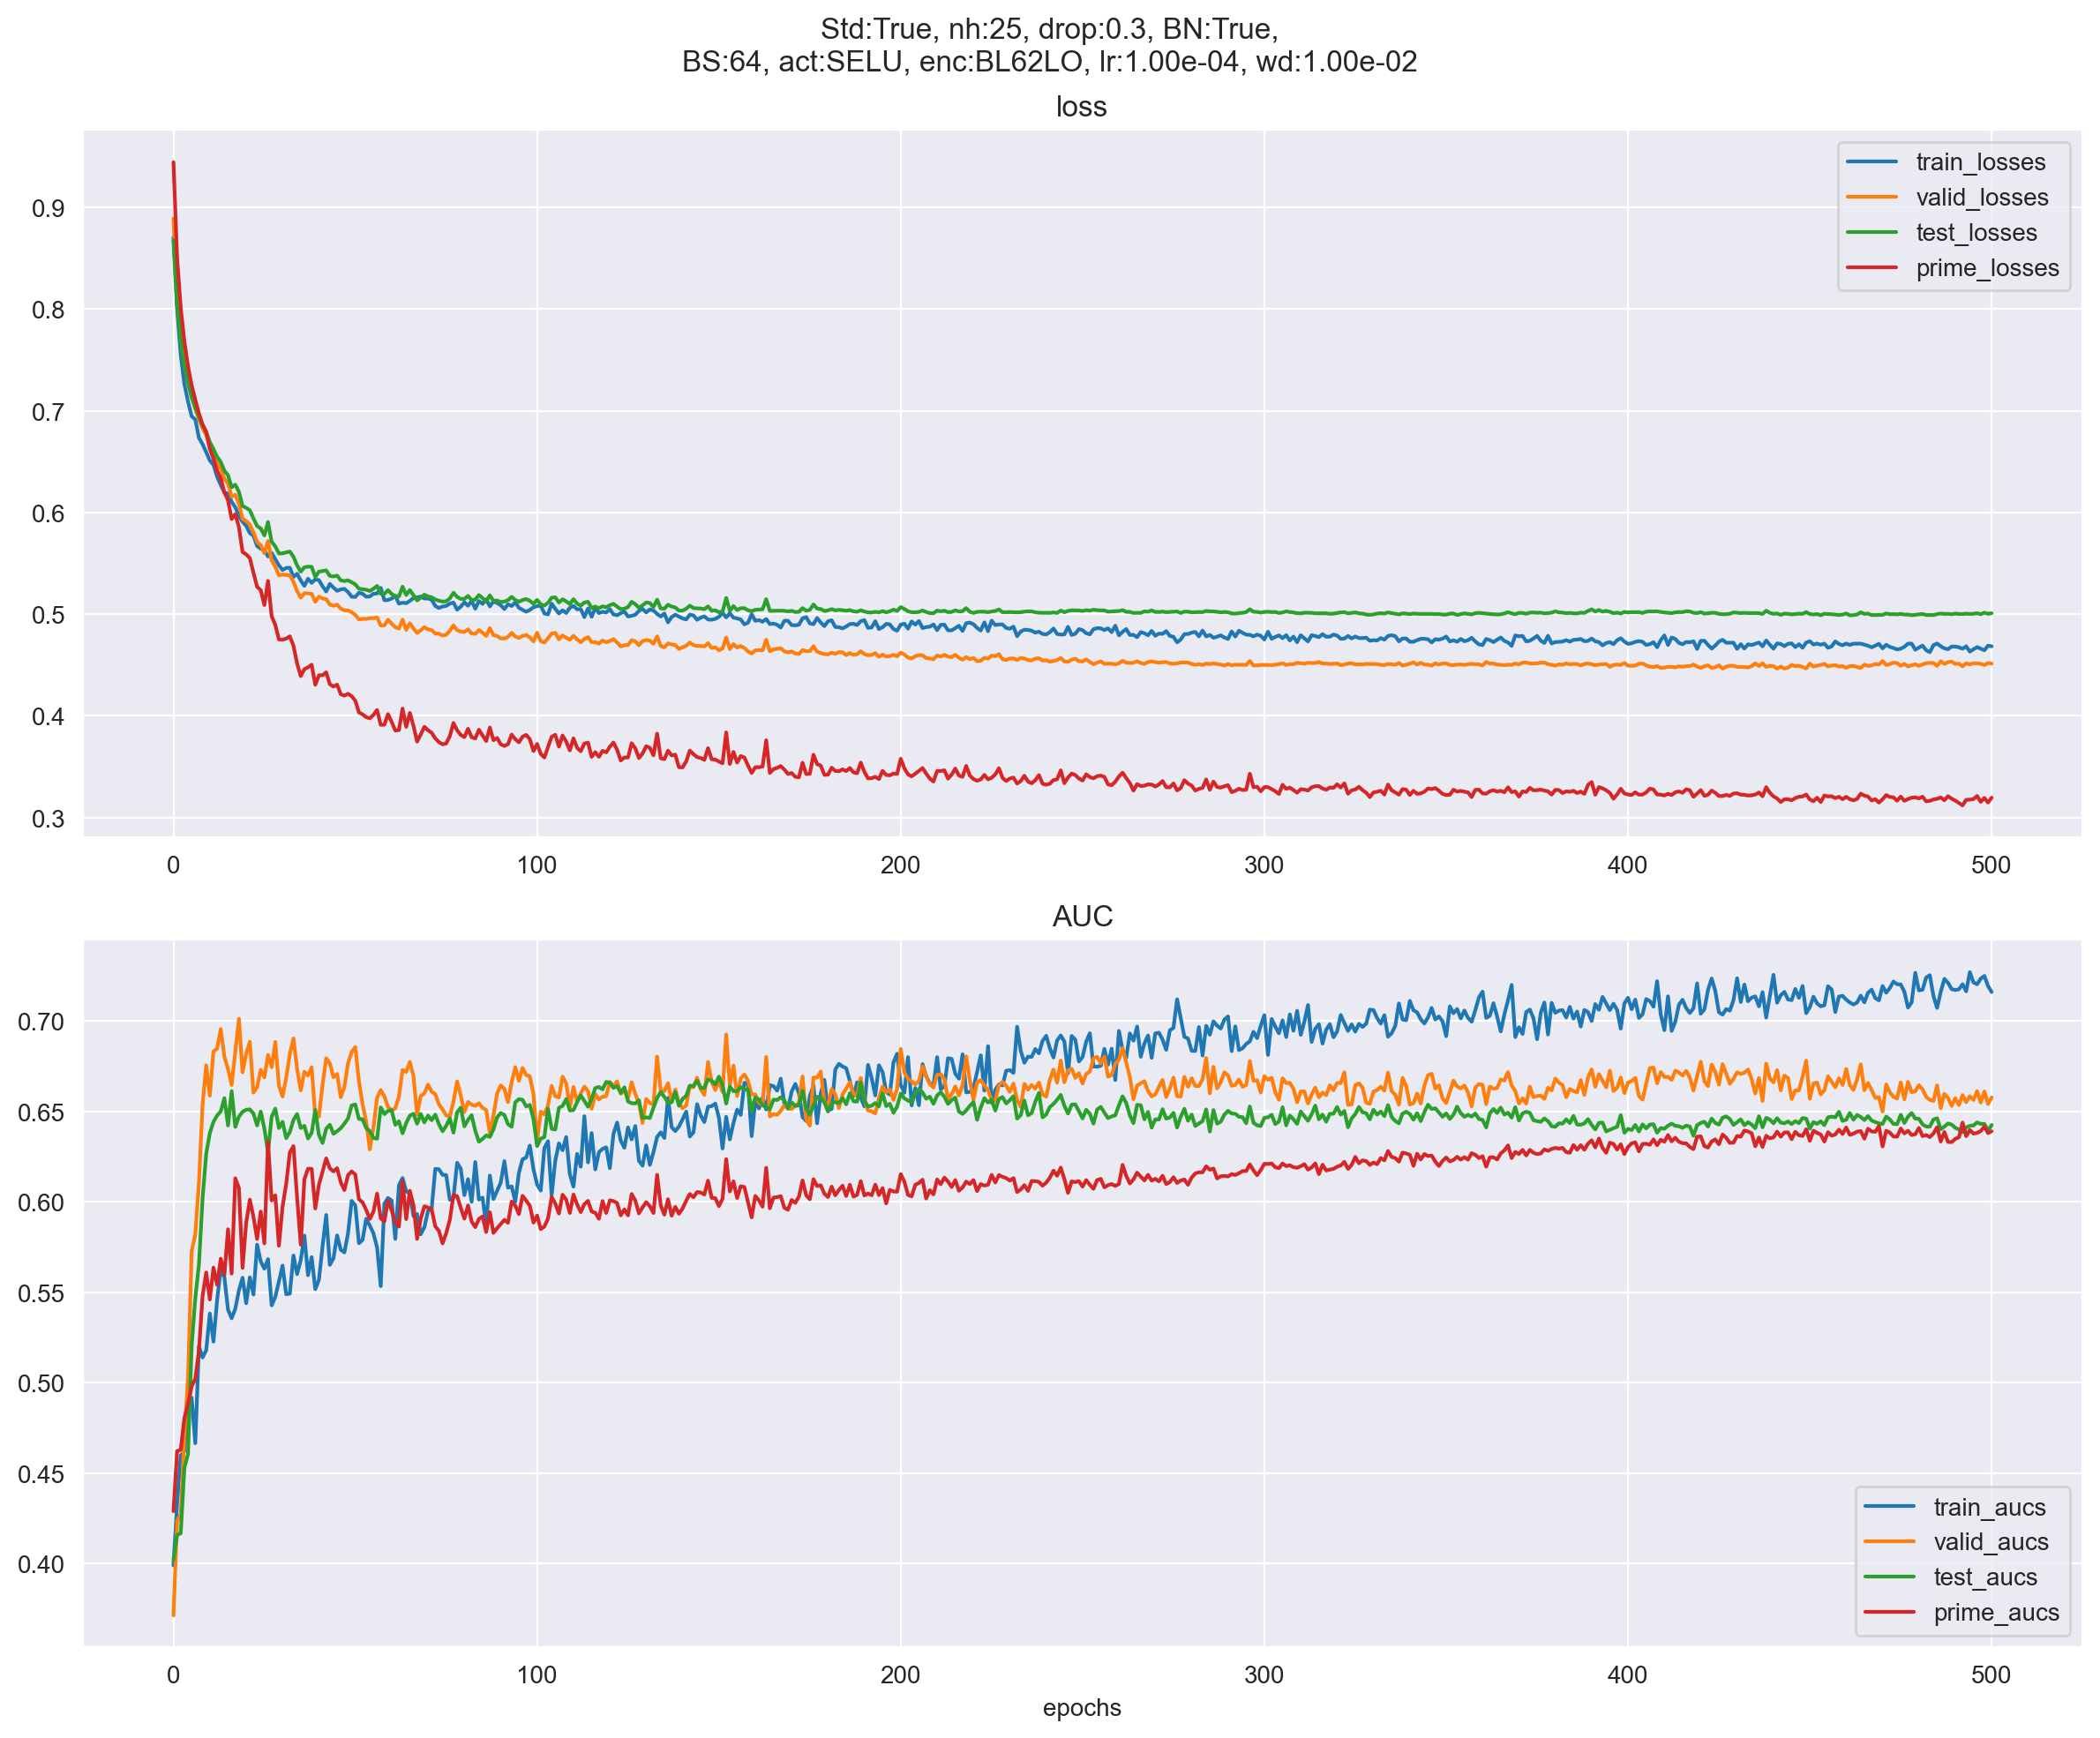 Std:True, nh:25, drop:0.3, BN:True,
BS:64, act:SELU, enc:BL62LO, lr:1.00e-04, wd:1.00e-02
loss
train_losses
valid_losses
test_losses
prime_losses
0.9
0.8
0.7
0.6
0.5
0.4
0.3
0 100 200 300 400 500
AUC
0.70
0.65
0.60
0.55
0.50
0.45
0.40
train_aucs
valid_aucs
test_aucs
prime_aucs
0 100 200 300 400 500
epochs